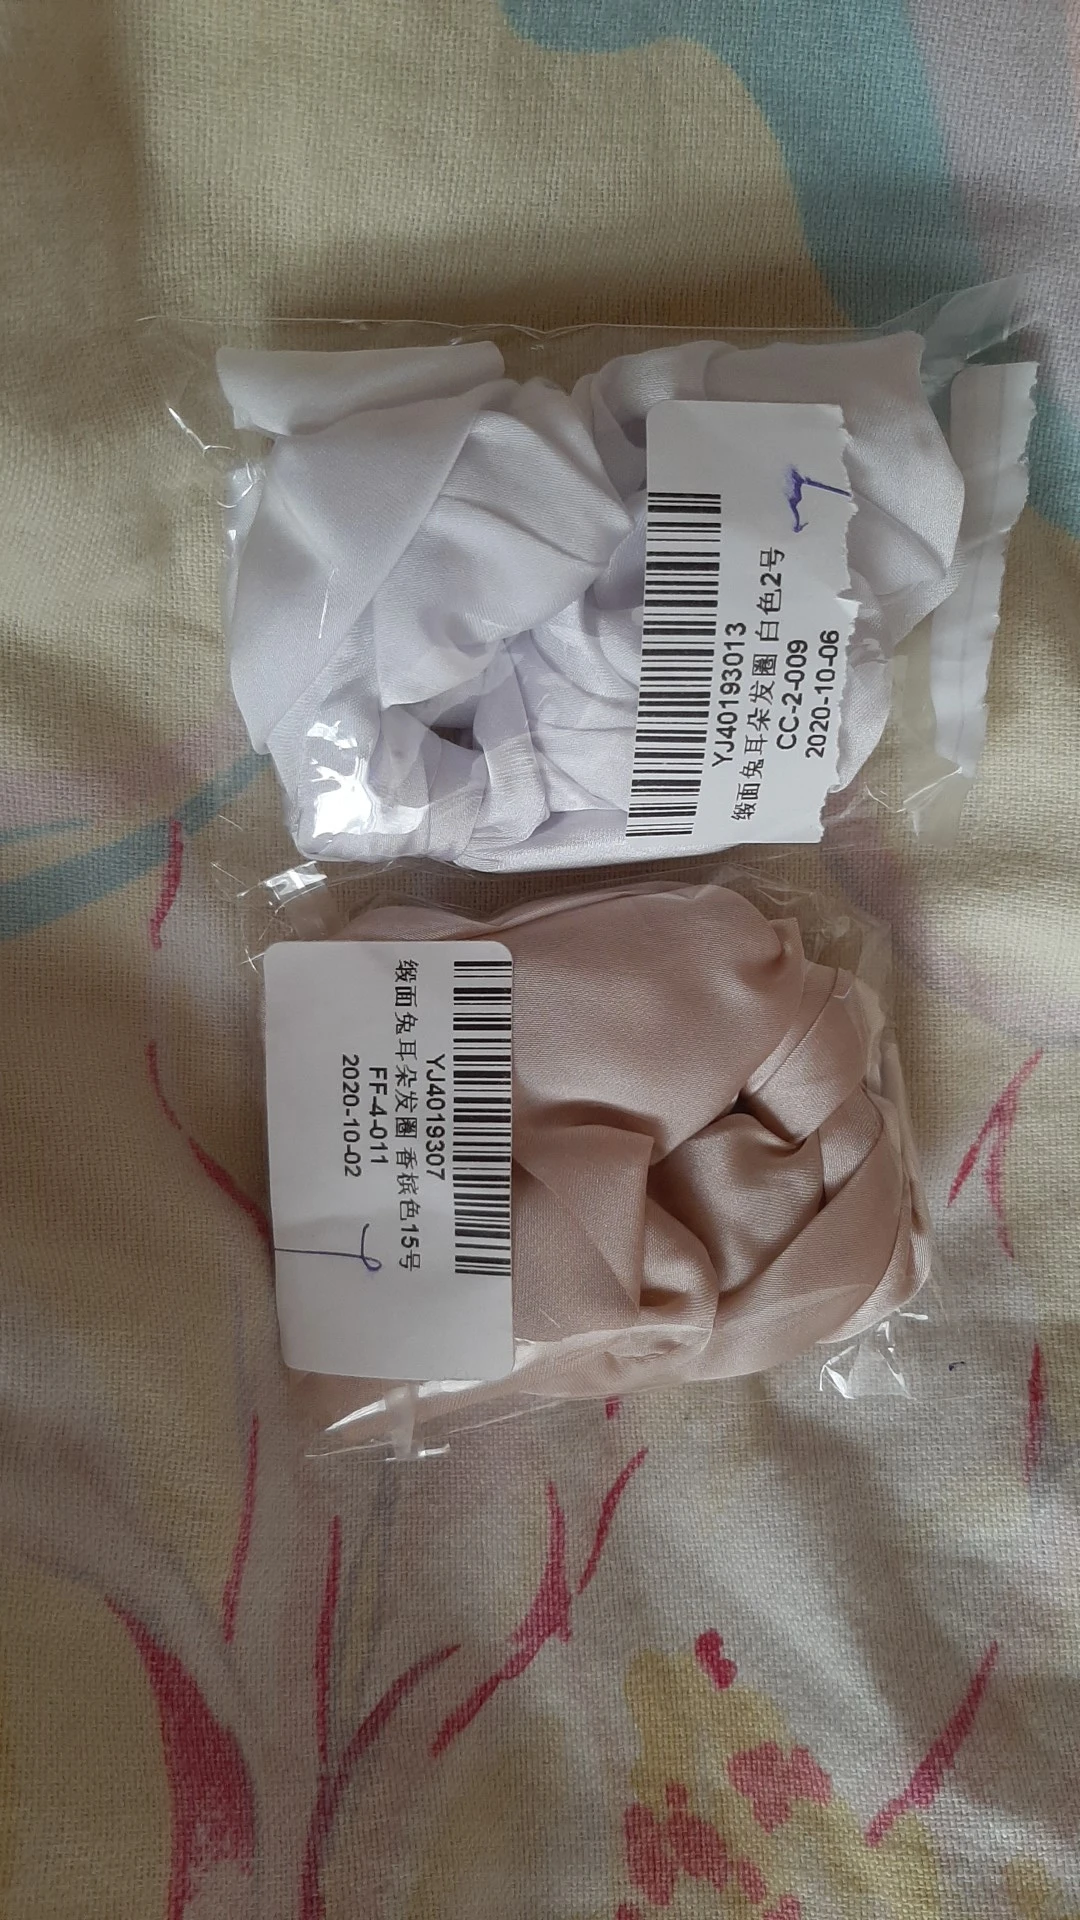 YJ40193013
缎面兔耳朵发圈 白色2号
CC-2-009
2020-10-06
YJ4019307
缎面兔耳朵发圈 香槟色15号
FF-4-011
2020-10-02